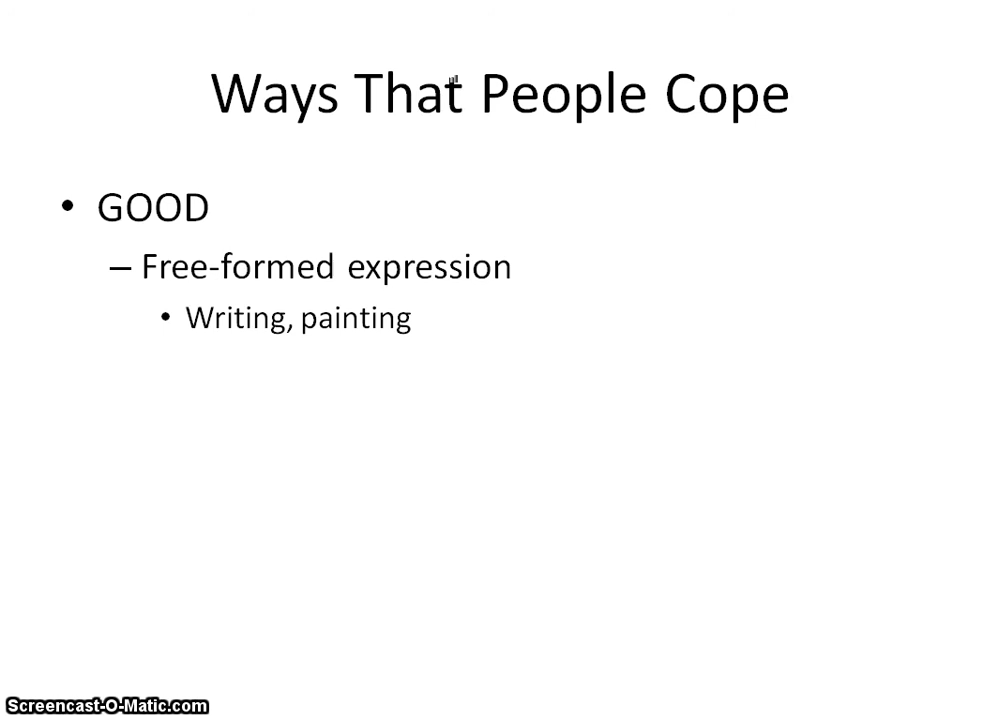 Ways That People Cope
• GOOD
– Free-formed expression
• Writing, painting
Screencast-O-Matic.com